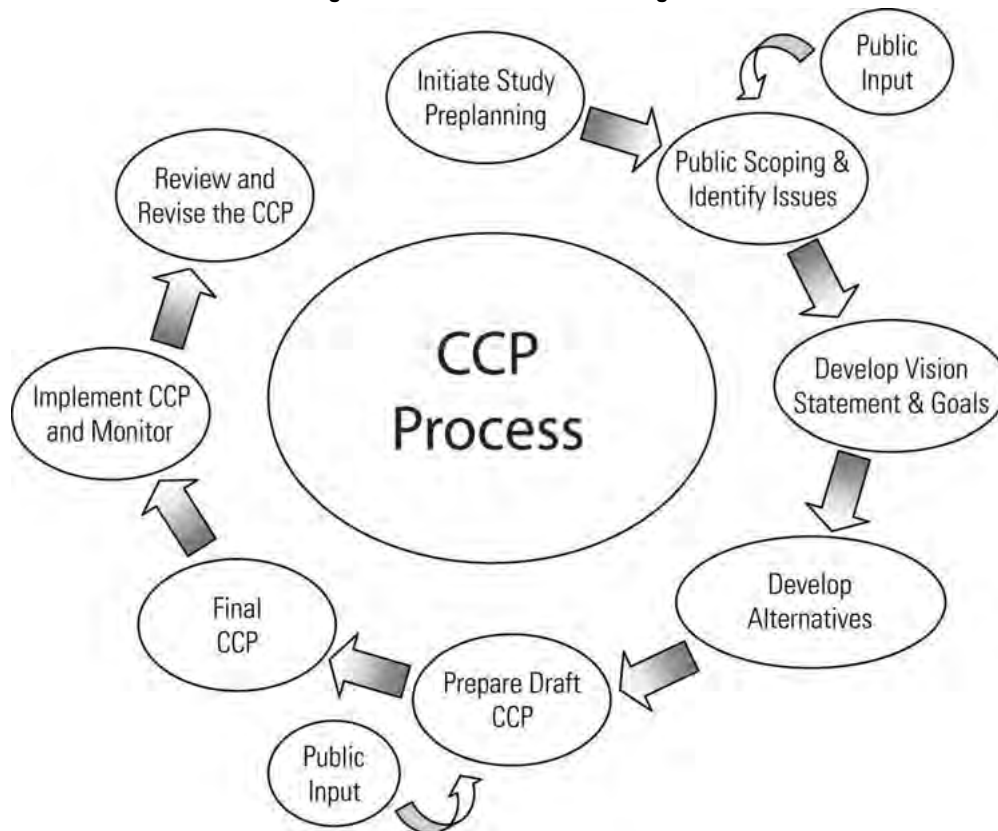 Initiate Study
Preplanning
Public
Input
Public Scoping &
Identify Issues
Develop Vision
Statement & Goals
Develop
Alternatives
Prepare Draft
CCP
Public
Input
Final
CCP
Implement CCP
and Monitor
Review and
Revise the CCP
CCP
Process